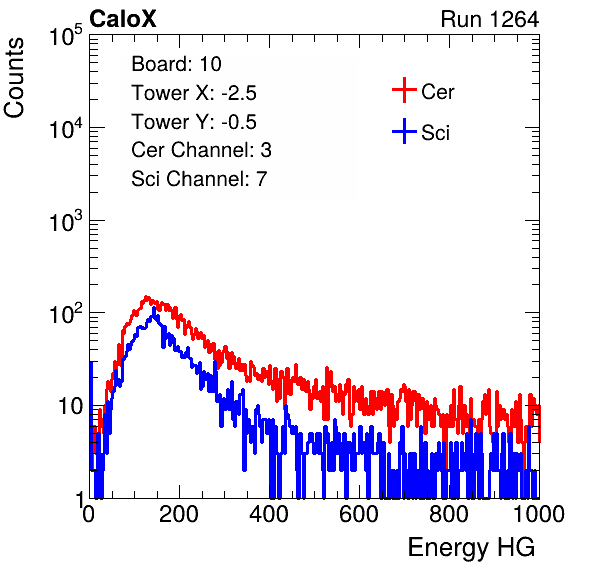 CaloX Run 1264
Counts
Board: 10
Tower X: -2.5
Tower Y: -0.5
Cer Channel: 3
Sci Channel: 7
Cer
Sci
10^5
10^4
10^3
10^2
10
1
0 200 400 600 800 1000
Energy HG